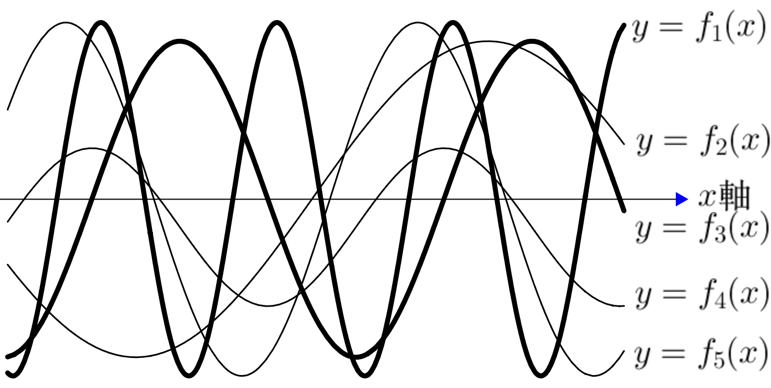 y = f₁(x)
y = f₂(x)
x軸
y = f₃(x)
y = f₄(x)
y = f₅(x)